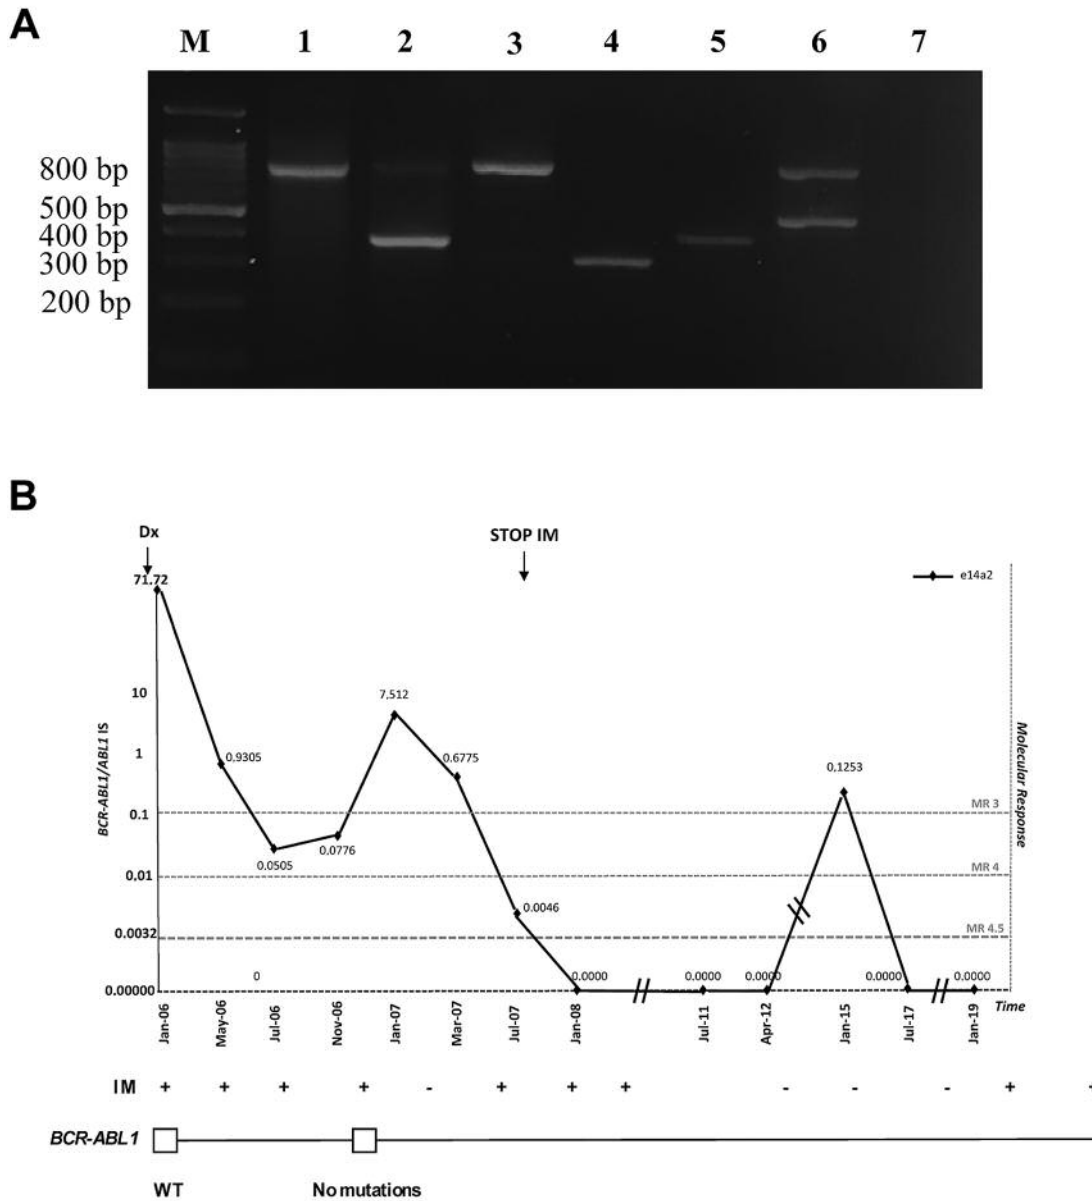 A
M 1 2 3 4 5 6 7
800 bp
500 bp
400 bp
300 bp
200 bp
B
Dx
STOP IM
71,72
e14a2
10
7,512
1
0,9305
0.6775
0,1253
0.1
MR 3
0.0505
0.0776
0.01
MR 4
0.0046
0.0032
MR 4.5
0
0.0000 0.0000 0.0000 0.0000 0.0000
0.00000
BCR-ABL1/ABL1 IS
Molecular Response
Time
Jan-06 May-06 Jul-06 Nov-06 Jan-07 Mar-07 Jul-07 Jan-08 Jul-11 Apr-12 Jan-15 Jul-17 Jan-19
IM + + + + - + + + - - - + +
BCR-ABL1
WT No mutations